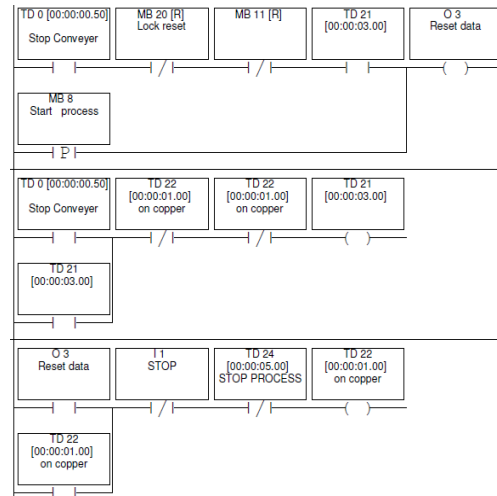 TD 0 [00:00:00.50]
Stop Conveyer
MB 20 [R]
Lock reset
MB 11 [R]
TD 21
[00:00:03.00]
O 3
Reset data
MB 8
Start process
P
TD 0 [00:00:00.50]
Stop Conveyer
TD 22
[00:00:01.00]
on copper
TD 22
[00:00:01.00]
on copper
TD 21
[00:00:03.00]
TD 21
[00:00:03.00]
O 3
Reset data
I 1
STOP
TD 24
[00:00:05.00]
STOP PROCESS
TD 22
[00:00:01.00]
on copper
TD 22
[00:00:01.00]
on copper